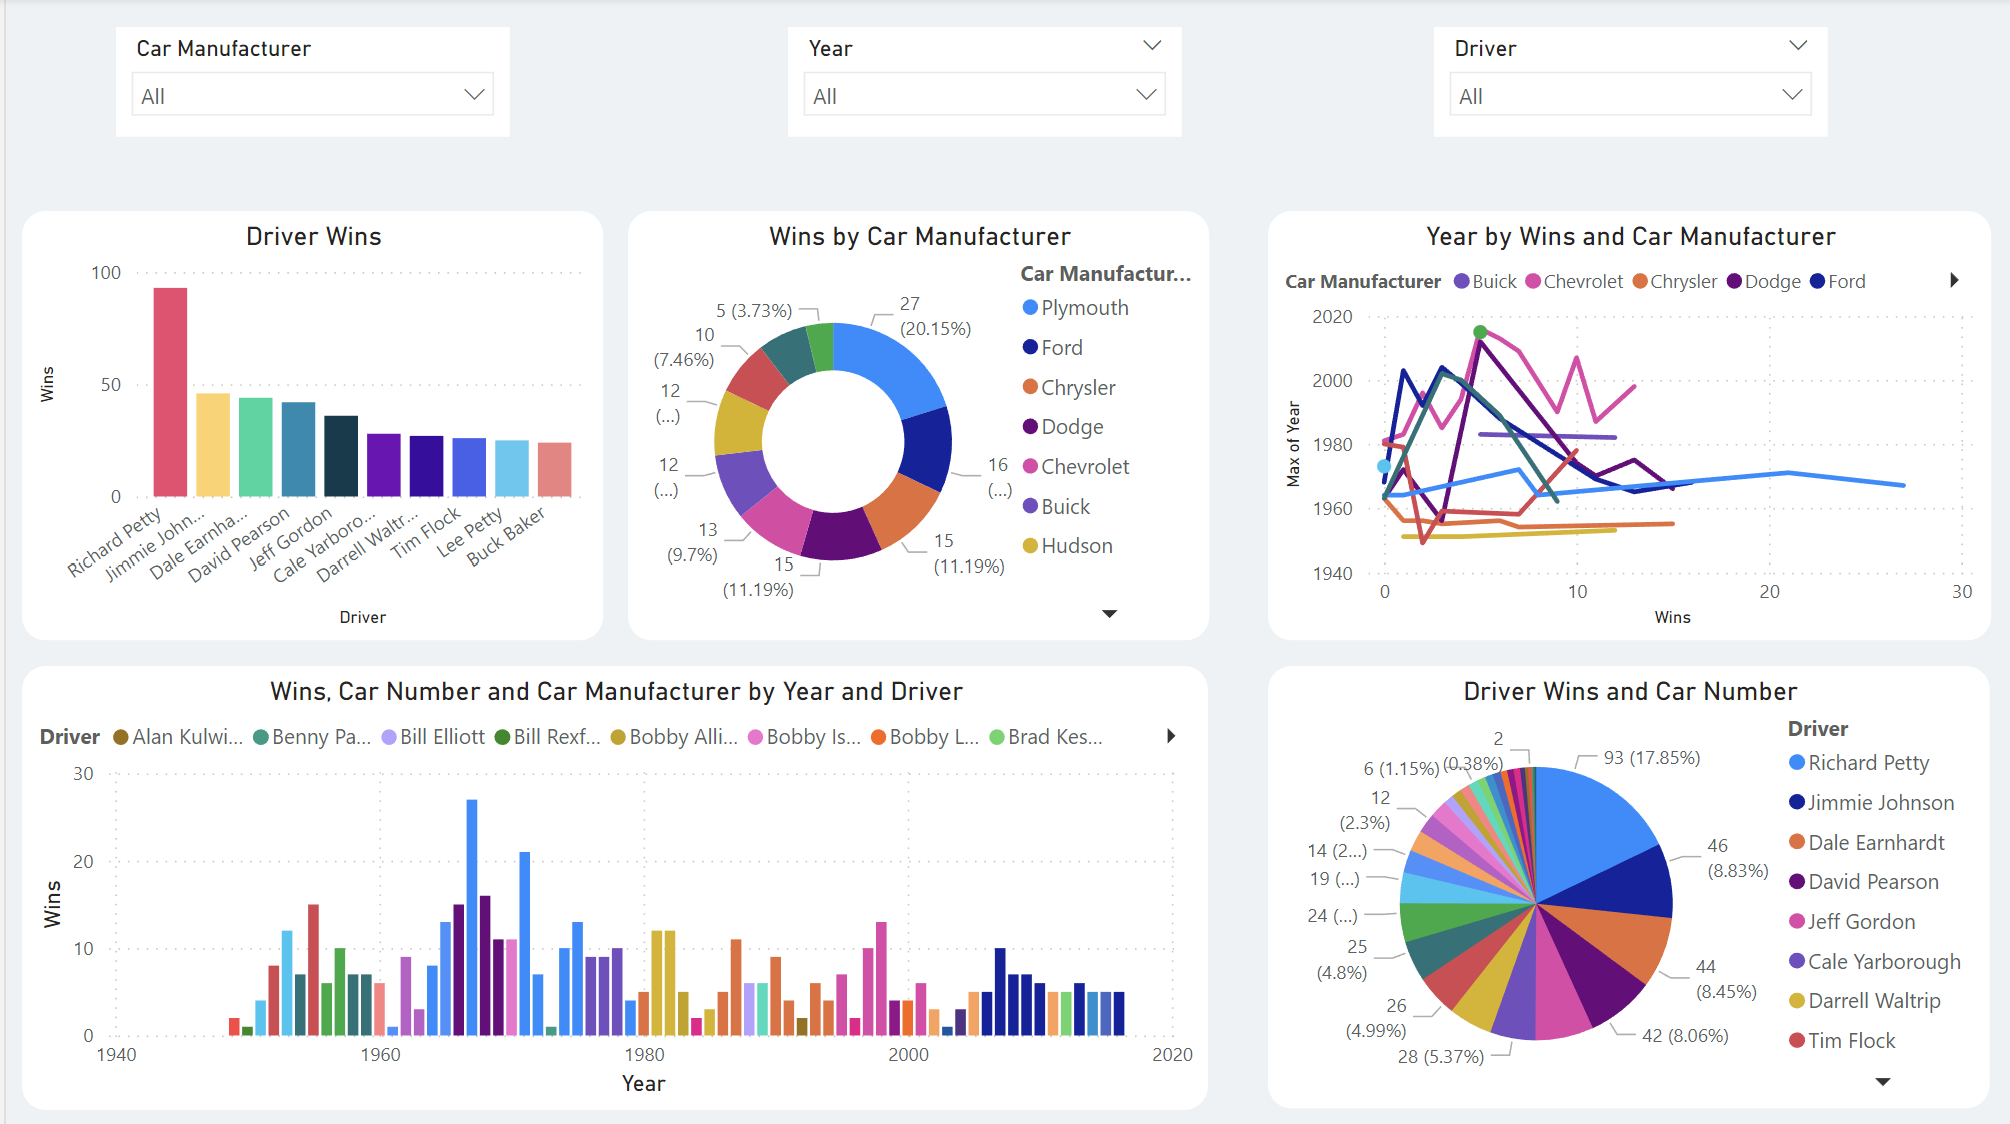 Car Manufacturer
All
Year
All
Driver
All
Driver Wins
100
50
0
Wins
Richard Petty
Jimmie John...
Dale Earnha...
David Pearson
Jeff Gordon
Cale Yarboro...
Darrell Waltr...
Tim Flock
Lee Petty
Buck Baker
Driver
Wins by Car Manufacturer
Car Manufactur...
Plymouth
Ford
Chrysler
Dodge
Chevrolet
Buick
Hudson
27
(20.15%)
16
(...)
15
(11.19%)
15
(11.19%)
13
(9.7%)
12
(...)
12
(...)
10
(7.46%)
5 (3.73%)
Year by Wins and Car Manufacturer
Car Manufacturer Buick Chevrolet Chrysler Dodge Ford
2020
2000
1980
1960
1940
Max of Year
0 10 20 30
Wins
Wins, Car Number and Car Manufacturer by Year and Driver
Driver Alan Kulwi... Benny Pa... Bill Elliott Bill Rexf... Bobby Alli... Bobby Is... Bobby L... Brad Kes...
30
20
10
0
Wins
1940 1960 1980 2000 2020
Year
Driver Wins and Car Number
Driver
Richard Petty
Jimmie Johnson
Dale Earnhardt
David Pearson
Jeff Gordon
Cale Yarborough
Darrell Waltrip
Tim Flock
93 (17.85%)
46
(8.83%)
44
(8.45%)
42 (8.06%)
28 (5.37%)
26
(4.99%)
25
(4.8%)
24 (...)
19 (...)
14 (2...)
12
(2.3%)
6 (1.15%)
2
(0.38%)